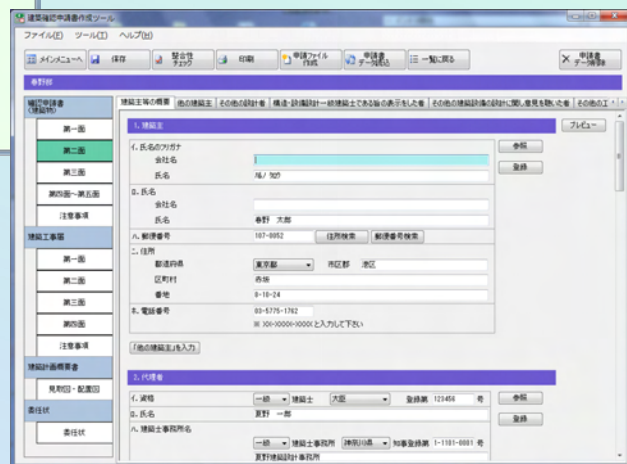 建築確認申請書作成ツール
ファイル(F) ツール(T) ヘルプ(H)
メインメニューへ 保存 整合性チェック 印刷 申請ファイル作成 申請書データ読込 一覧に戻る 申請書データ削除
春野邸
確認申請書(建築物)
第一面
第二面
第三面
第四面~第五面
注意事項
建築工事届
第一面
第二面
第三面
第四面
注意事項
建築計画概要書
見取図・配置図
委任状
委任状
建築主等の概要 他の建築主 その他の設計者 構造・設備設計一級建築士である旨の表示をした者 その他の建築設備の設計に関し意見を聴いた者 その他の工
プレビュー
1. 建築主
イ. 氏名のフリガナ 参照
会社名 登録
氏名 ハルノ タロウ
ロ. 氏名
会社名
氏名 春野 太郎
ハ. 郵便番号 107-0052 住所検索 郵便番号検索
ニ. 住所
都道府県 東京都 市区郡 港区
区町村 赤坂
番地 8-10-24
ホ. 電話番号 03-5775-1762
※ XX-XXXX-XXXX と入力して下さい
「他の建築主」を入力
2. 代理者
イ. 資格 一級 建築士 大臣 登録第 123456 号 参照
ロ. 氏名 夏野 一郎 登録
ハ. 建築士事務所名
一級 建築士事務所 神奈川県 知事登録第 1-1101-0001 号
夏野建築設計事務所